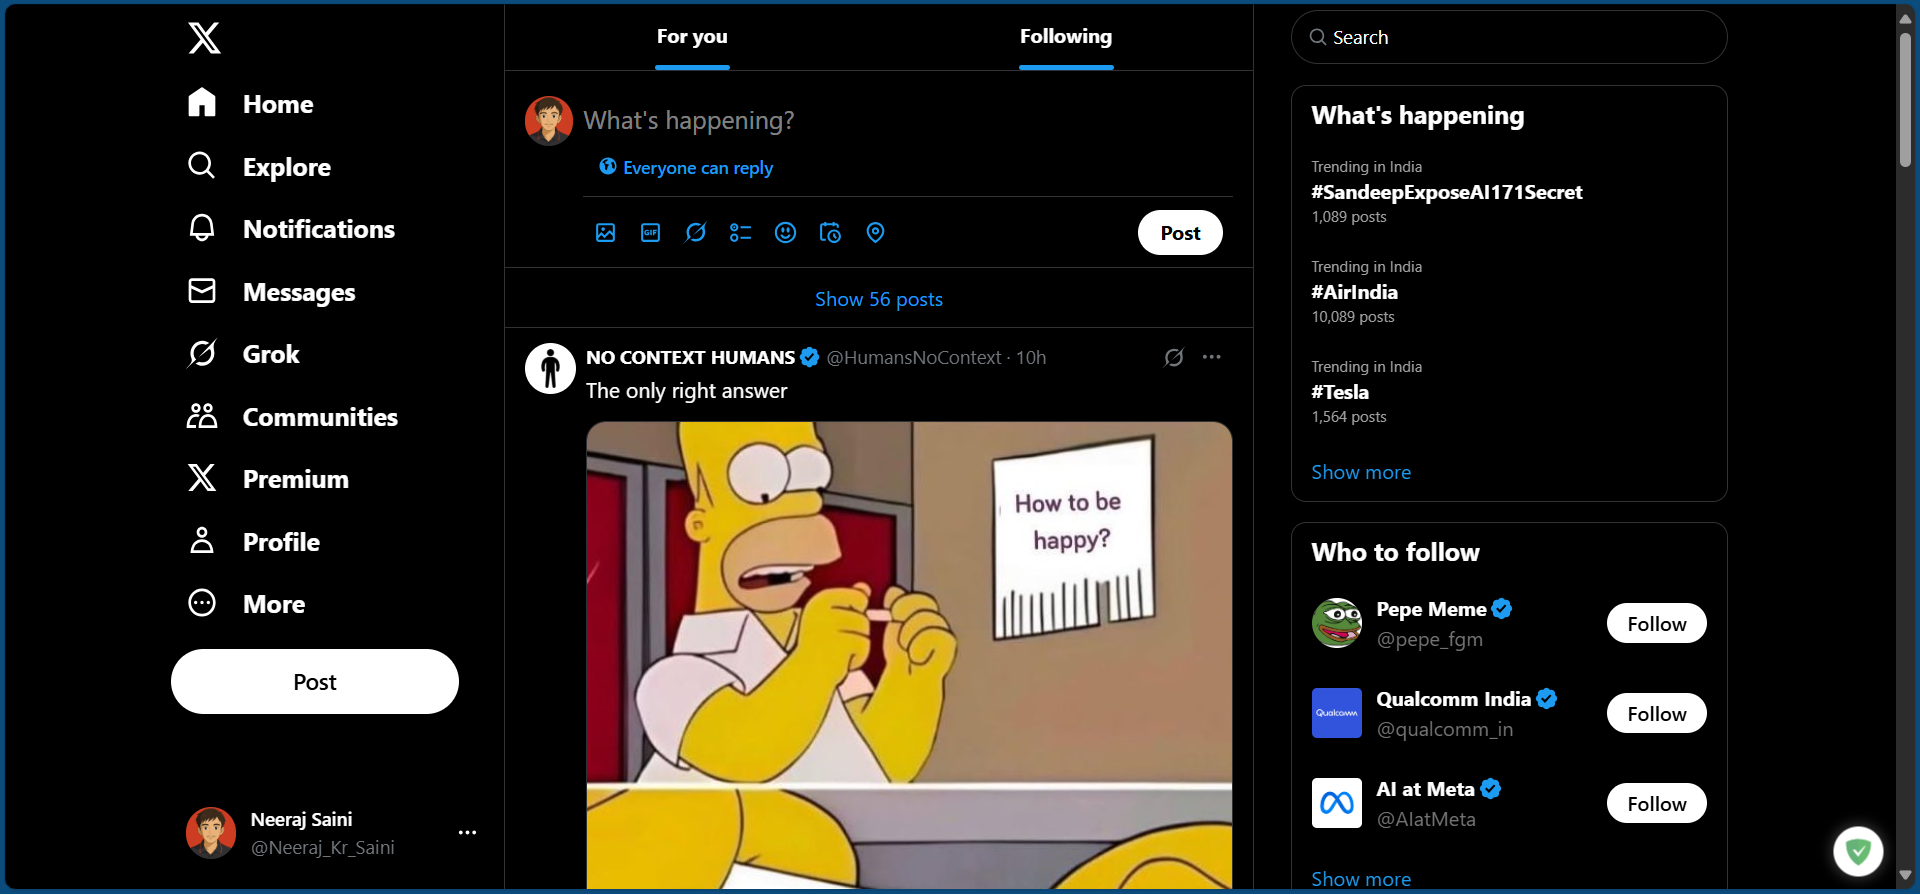 Home
Explore
Notifications
Messages
Grok
Communities
Premium
Profile
More
Post
Neeraj Saini
@Neeraj_Kr_Saini
For you
Following
What's happening?
Everyone can reply
GIF
Post
Show 56 posts
NO CONTEXT HUMANS @HumansNoContext · 10h
The only right answer
How to be
happy?
Search
What's happening
Trending in India
#SandeepExposeAI171Secret
1,089 posts
Trending in India
#AirIndia
10,089 posts
Trending in India
#Tesla
1,564 posts
Show more
Who to follow
Pepe Meme
@pepe_fgm
Follow
Qualcomm
Qualcomm India
@qualcomm_in
Follow
AI at Meta
@AIatMeta
Follow
Show more